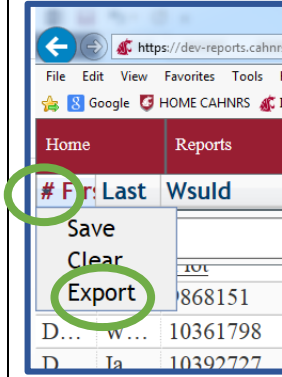 https://dev-reports.cahnr
File Edit View Favorites Tools
Google HOME CAHNRS
Home Reports
# Firs Last WsuId
Save
Clear
Export
9868151
D... W... 10361798
D Ja 10392727